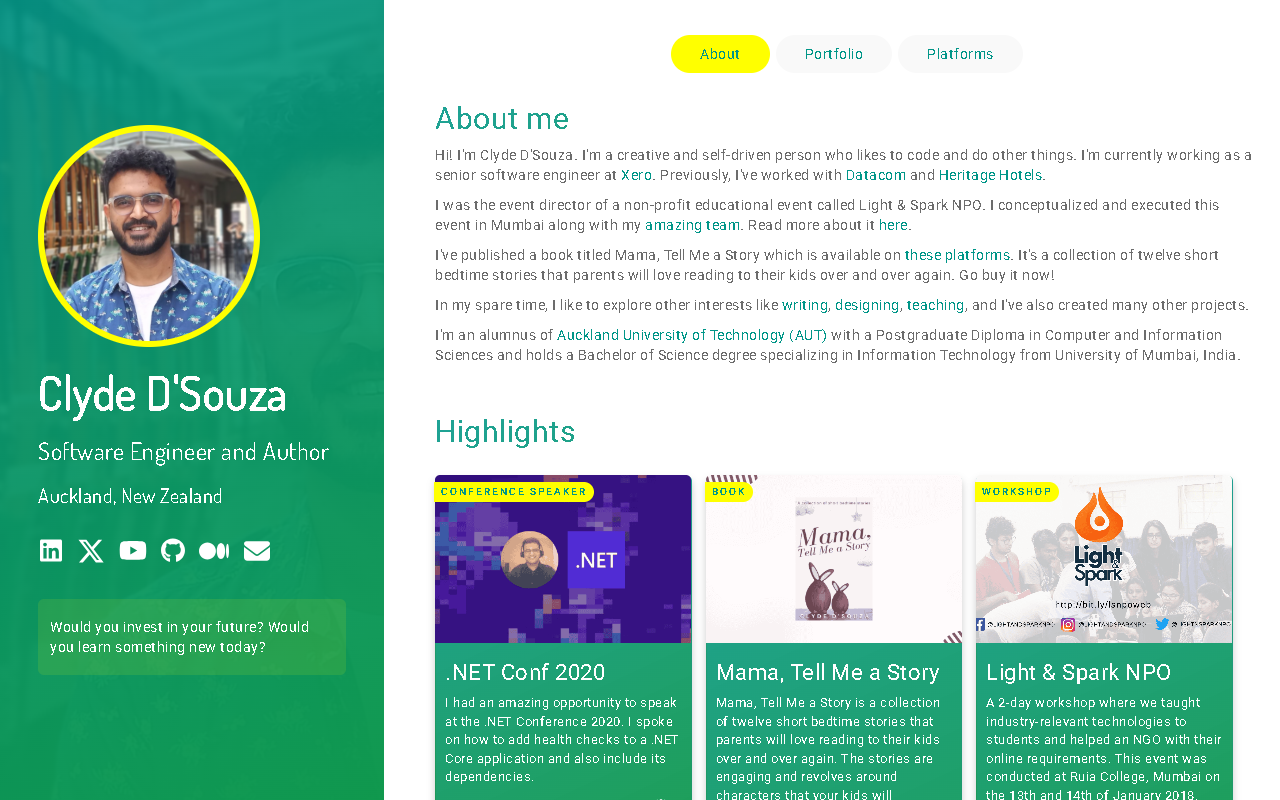 Clyde D'Souza
Software Engineer and Author
Auckland, New Zealand
Would you invest in your future? Would
you learn something new today?
About
Portfolio
Platforms
About me
Hi! I'm Clyde D'Souza. I'm a creative and self-driven person who likes to code and do other things. I'm currently working as a
senior software engineer at Xero. Previously, I've worked with Datacom and Heritage Hotels.
I was the event director of a non-profit educational event called Light & Spark NPO. I conceptualized and executed this
event in Mumbai along with my amazing team. Read more about it here.
I've published a book titled Mama, Tell Me a Story which is available on these platforms. It's a collection of twelve short
bedtime stories that parents will love reading to their kids over and over again. Go buy it now!
In my spare time, I like to explore other interests like writing, designing, teaching, and I've also created many other projects.
I'm an alumnus of Auckland University of Technology (AUT) with a Postgraduate Diploma in Computer and Information
Sciences and holds a Bachelor of Science degree specializing in Information Technology from University of Mumbai, India.
Highlights
CONFERENCE SPEAKER
.NET
.NET Conf 2020
I had an amazing opportunity to speak
at the .NET Conference 2020. I spoke
on how to add health checks to a .NET
Core application and also include its
dependencies.
BOOK
Mama,
Tell Me a Story
CLYDE D'SOUZA
Mama, Tell Me a Story
Mama, Tell Me a Story is a collection
of twelve short bedtime stories that
parents will love reading to their kids
over and over again. The stories are
engaging and revolves around
characters that your kids will
WORKSHOP
Light
&
Spark
http://bit.ly/lsnpoweb
@LIGHTANDSPARKNPO
@LIGHTANDSPARKNPO
@LIGHTANDSPARKNPO
Light & Spark NPO
A 2-day workshop where we taught
industry-relevant technologies to
students and helped an NGO with their
online requirements. This event was
conducted at Ruia College, Mumbai on
the 13th and 14th of January 2018.